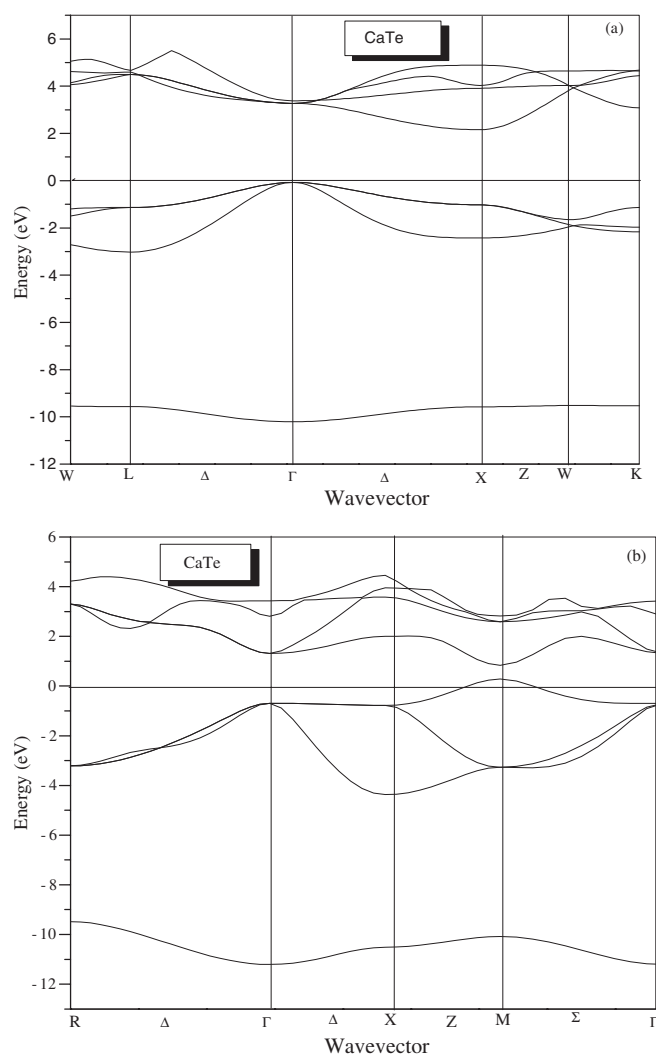 (a)
CaTe
6
4
2
0
-2
-4
-6
-8
-10
-12
Energy (eV)
W L Δ Γ Δ X Z W K
Wavevector
(b)
CaTe
6
4
2
0
-2
-4
-6
-8
-10
-12
Energy (eV)
R Δ Γ Δ X Z M Σ Γ
Wavevector